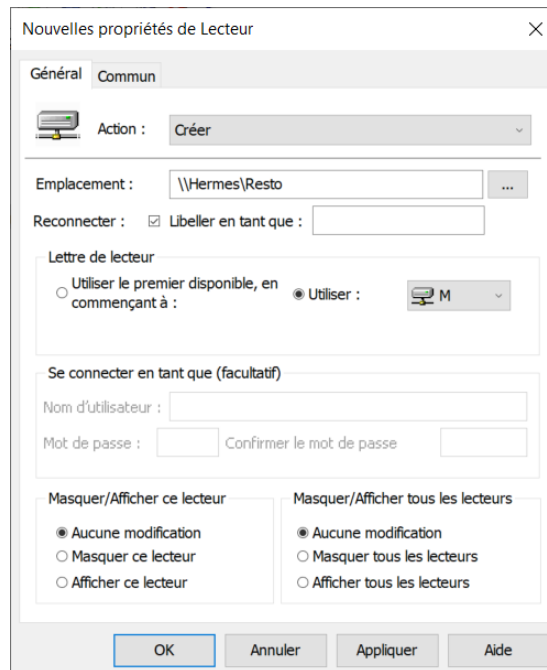 Nouvelles propriétés de Lecteur
Général
Commun
Action :
Créer
Emplacement :
\\Hermes\Resto
...
Reconnecter :
Libeller en tant que :
Lettre de lecteur
Utiliser le premier disponible, en
commençant à :
Utiliser :
M
Se connecter en tant que (facultatif)
Nom d'utilisateur :
Mot de passe :
Confirmer le mot de passe
Masquer/Afficher ce lecteur
Aucune modification
Masquer ce lecteur
Afficher ce lecteur
Masquer/Afficher tous les lecteurs
Aucune modification
Masquer tous les lecteurs
Afficher tous les lecteurs
OK
Annuler
Appliquer
Aide